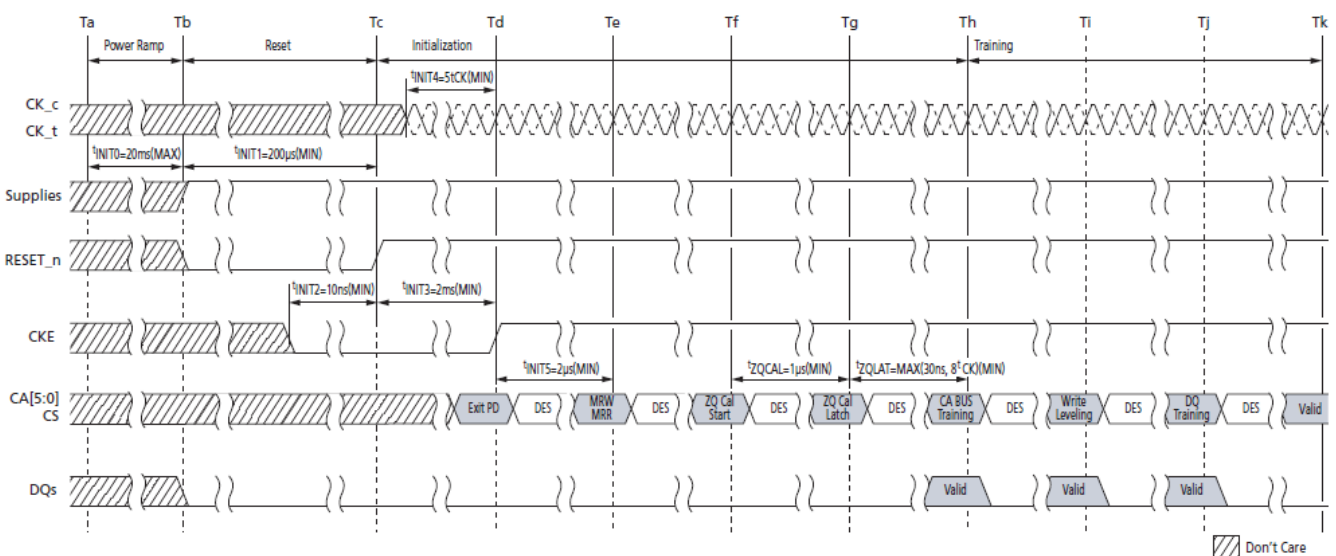 Ta Tb Tc Td Te Tf Tg Th Ti Tj Tk
Power Ramp Reset Initialization Training
tINIT4=5tCK(MIN)
CK_c
CK_t
tINIT0=20ms(MAX) tINIT1=200μs(MIN)
Supplies
RESET_n
tINIT2=10ns(MIN) tINIT3=2ms(MIN)
CKE
tINIT5=2μs(MIN) tZQCAL=1μs(MIN) tZQLAT=MAX(30ns, 8tCK)(MIN)
CA[5:0]
CS
Exit PD DES MRW MRR DES ZQ Cal Start DES ZQ Cal Latch DES CA BUS Training DES Write Leveling DES DQ Training DES Valid
DQs Valid Valid Valid
Don't Care